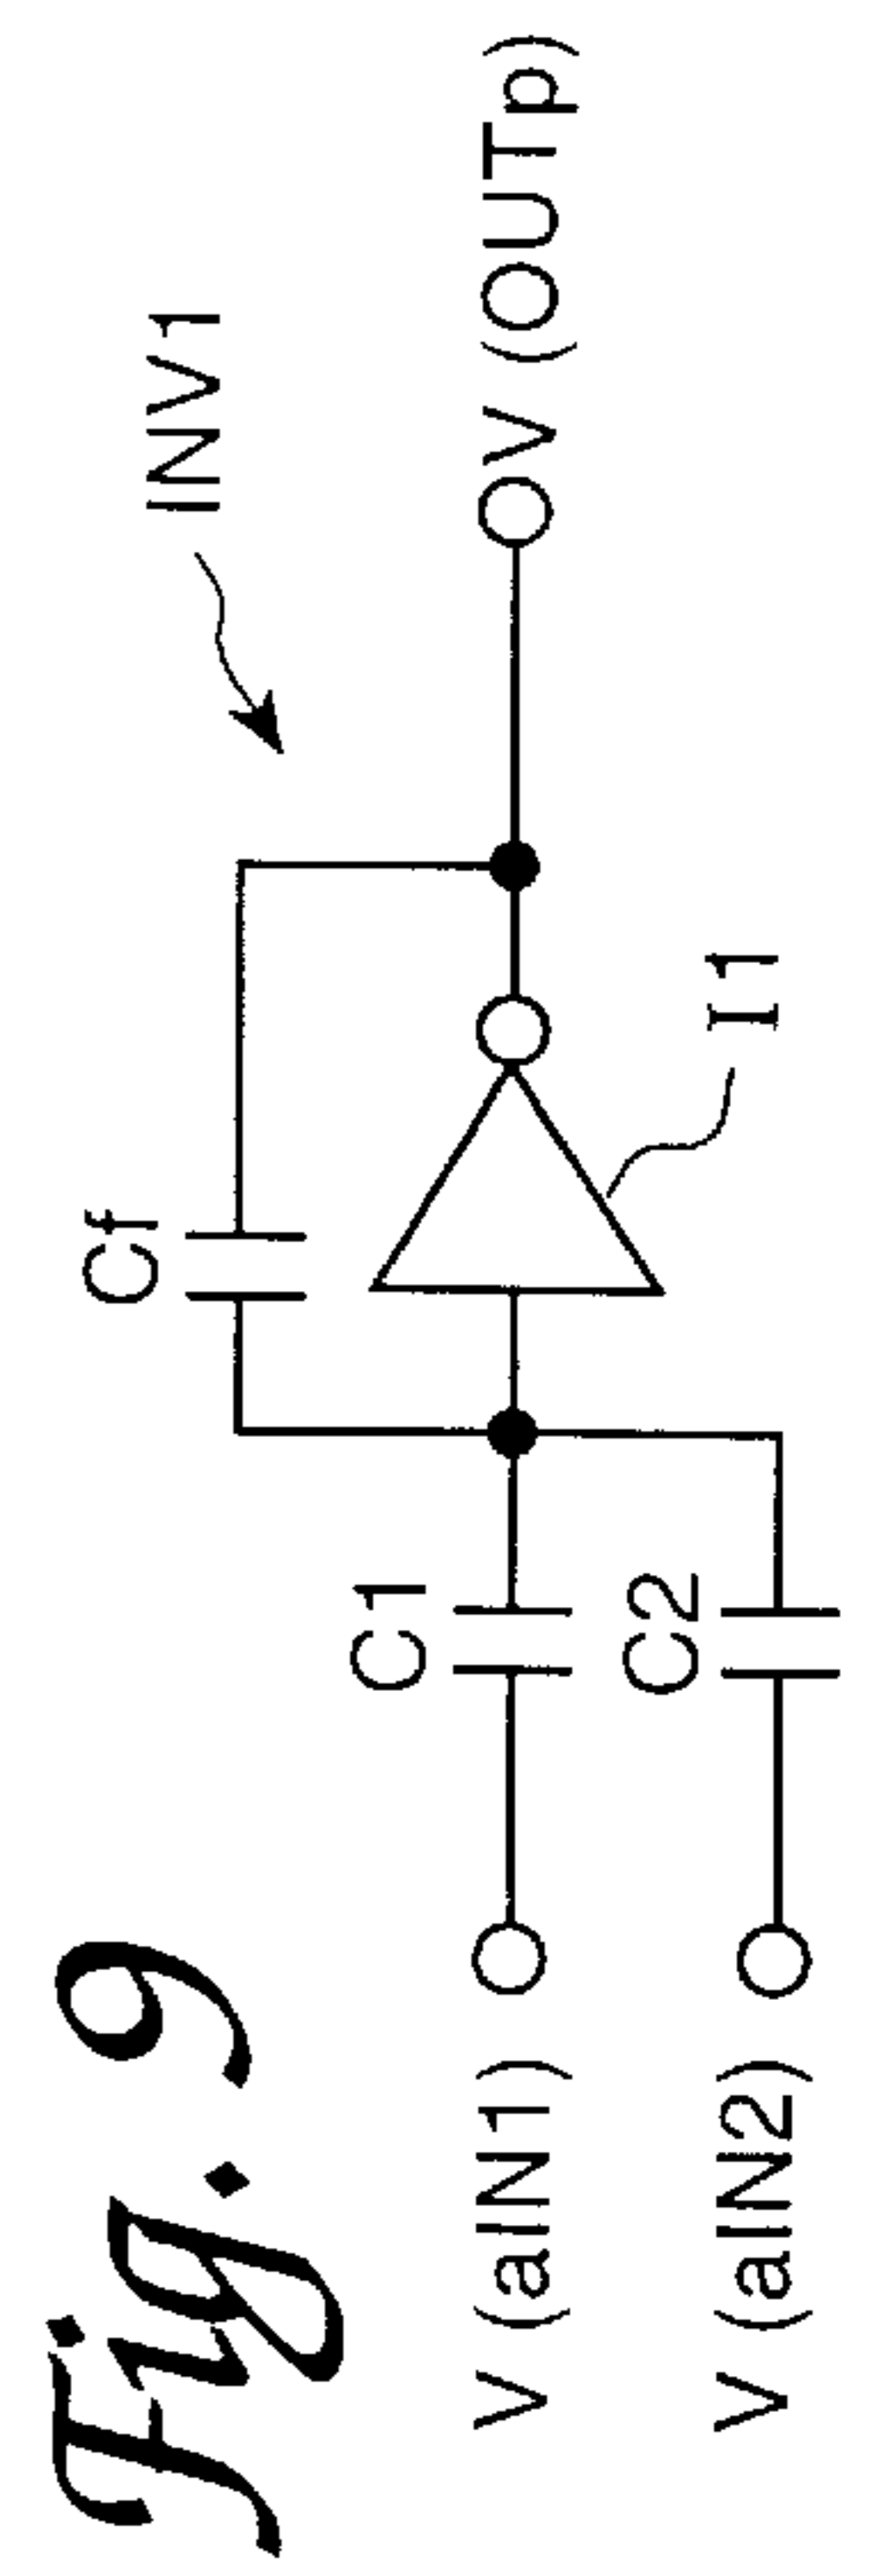 Fig. 9
INV1
Cf
C1
V (aIN1)
V (OUTp)
C2
I1
V (aIN2)